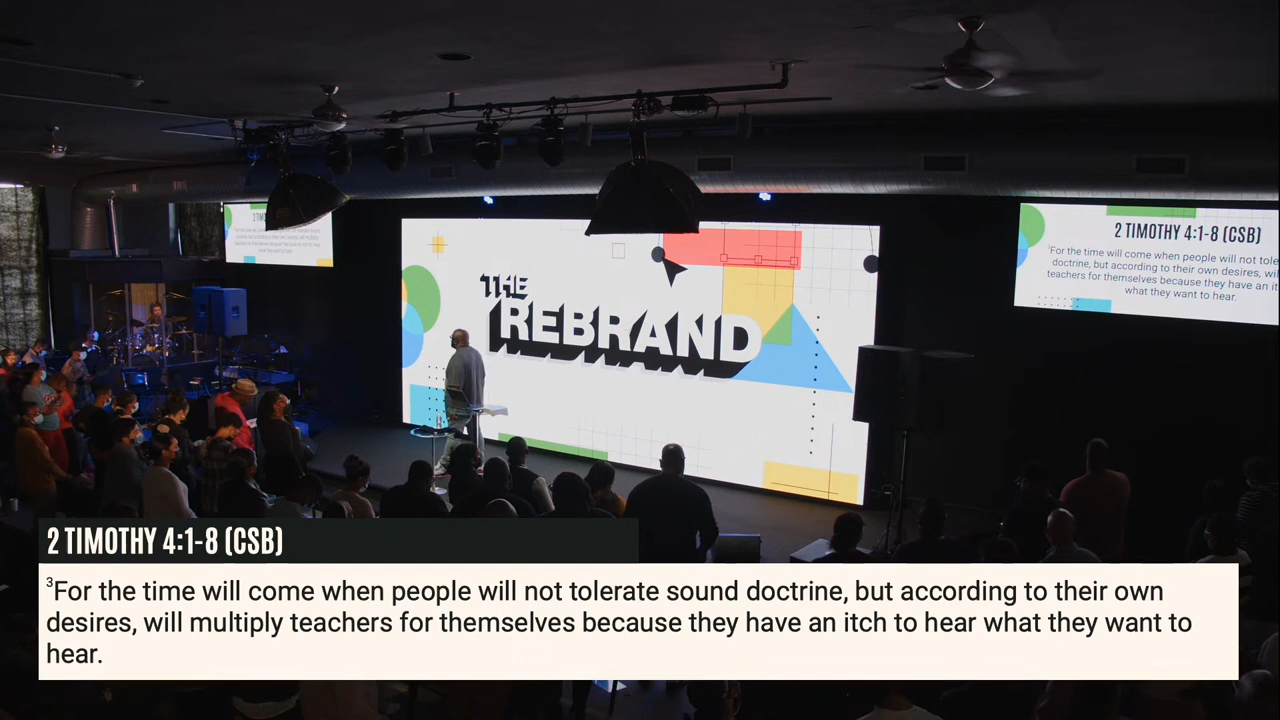 THE
REBRAND
2 TIMOTHY 4:1-8 (CSB)
³For the time will come when people will not tole
doctrine, but according to their own desires, wi
teachers for themselves because they have an it
what they want to hear.
2 TIMOTHY 4:1-8 (CSB)
³For the time will come when people will not tolerate sound doctrine, but according to their own
desires, will multiply teachers for themselves because they have an itch to hear what they want to
hear.